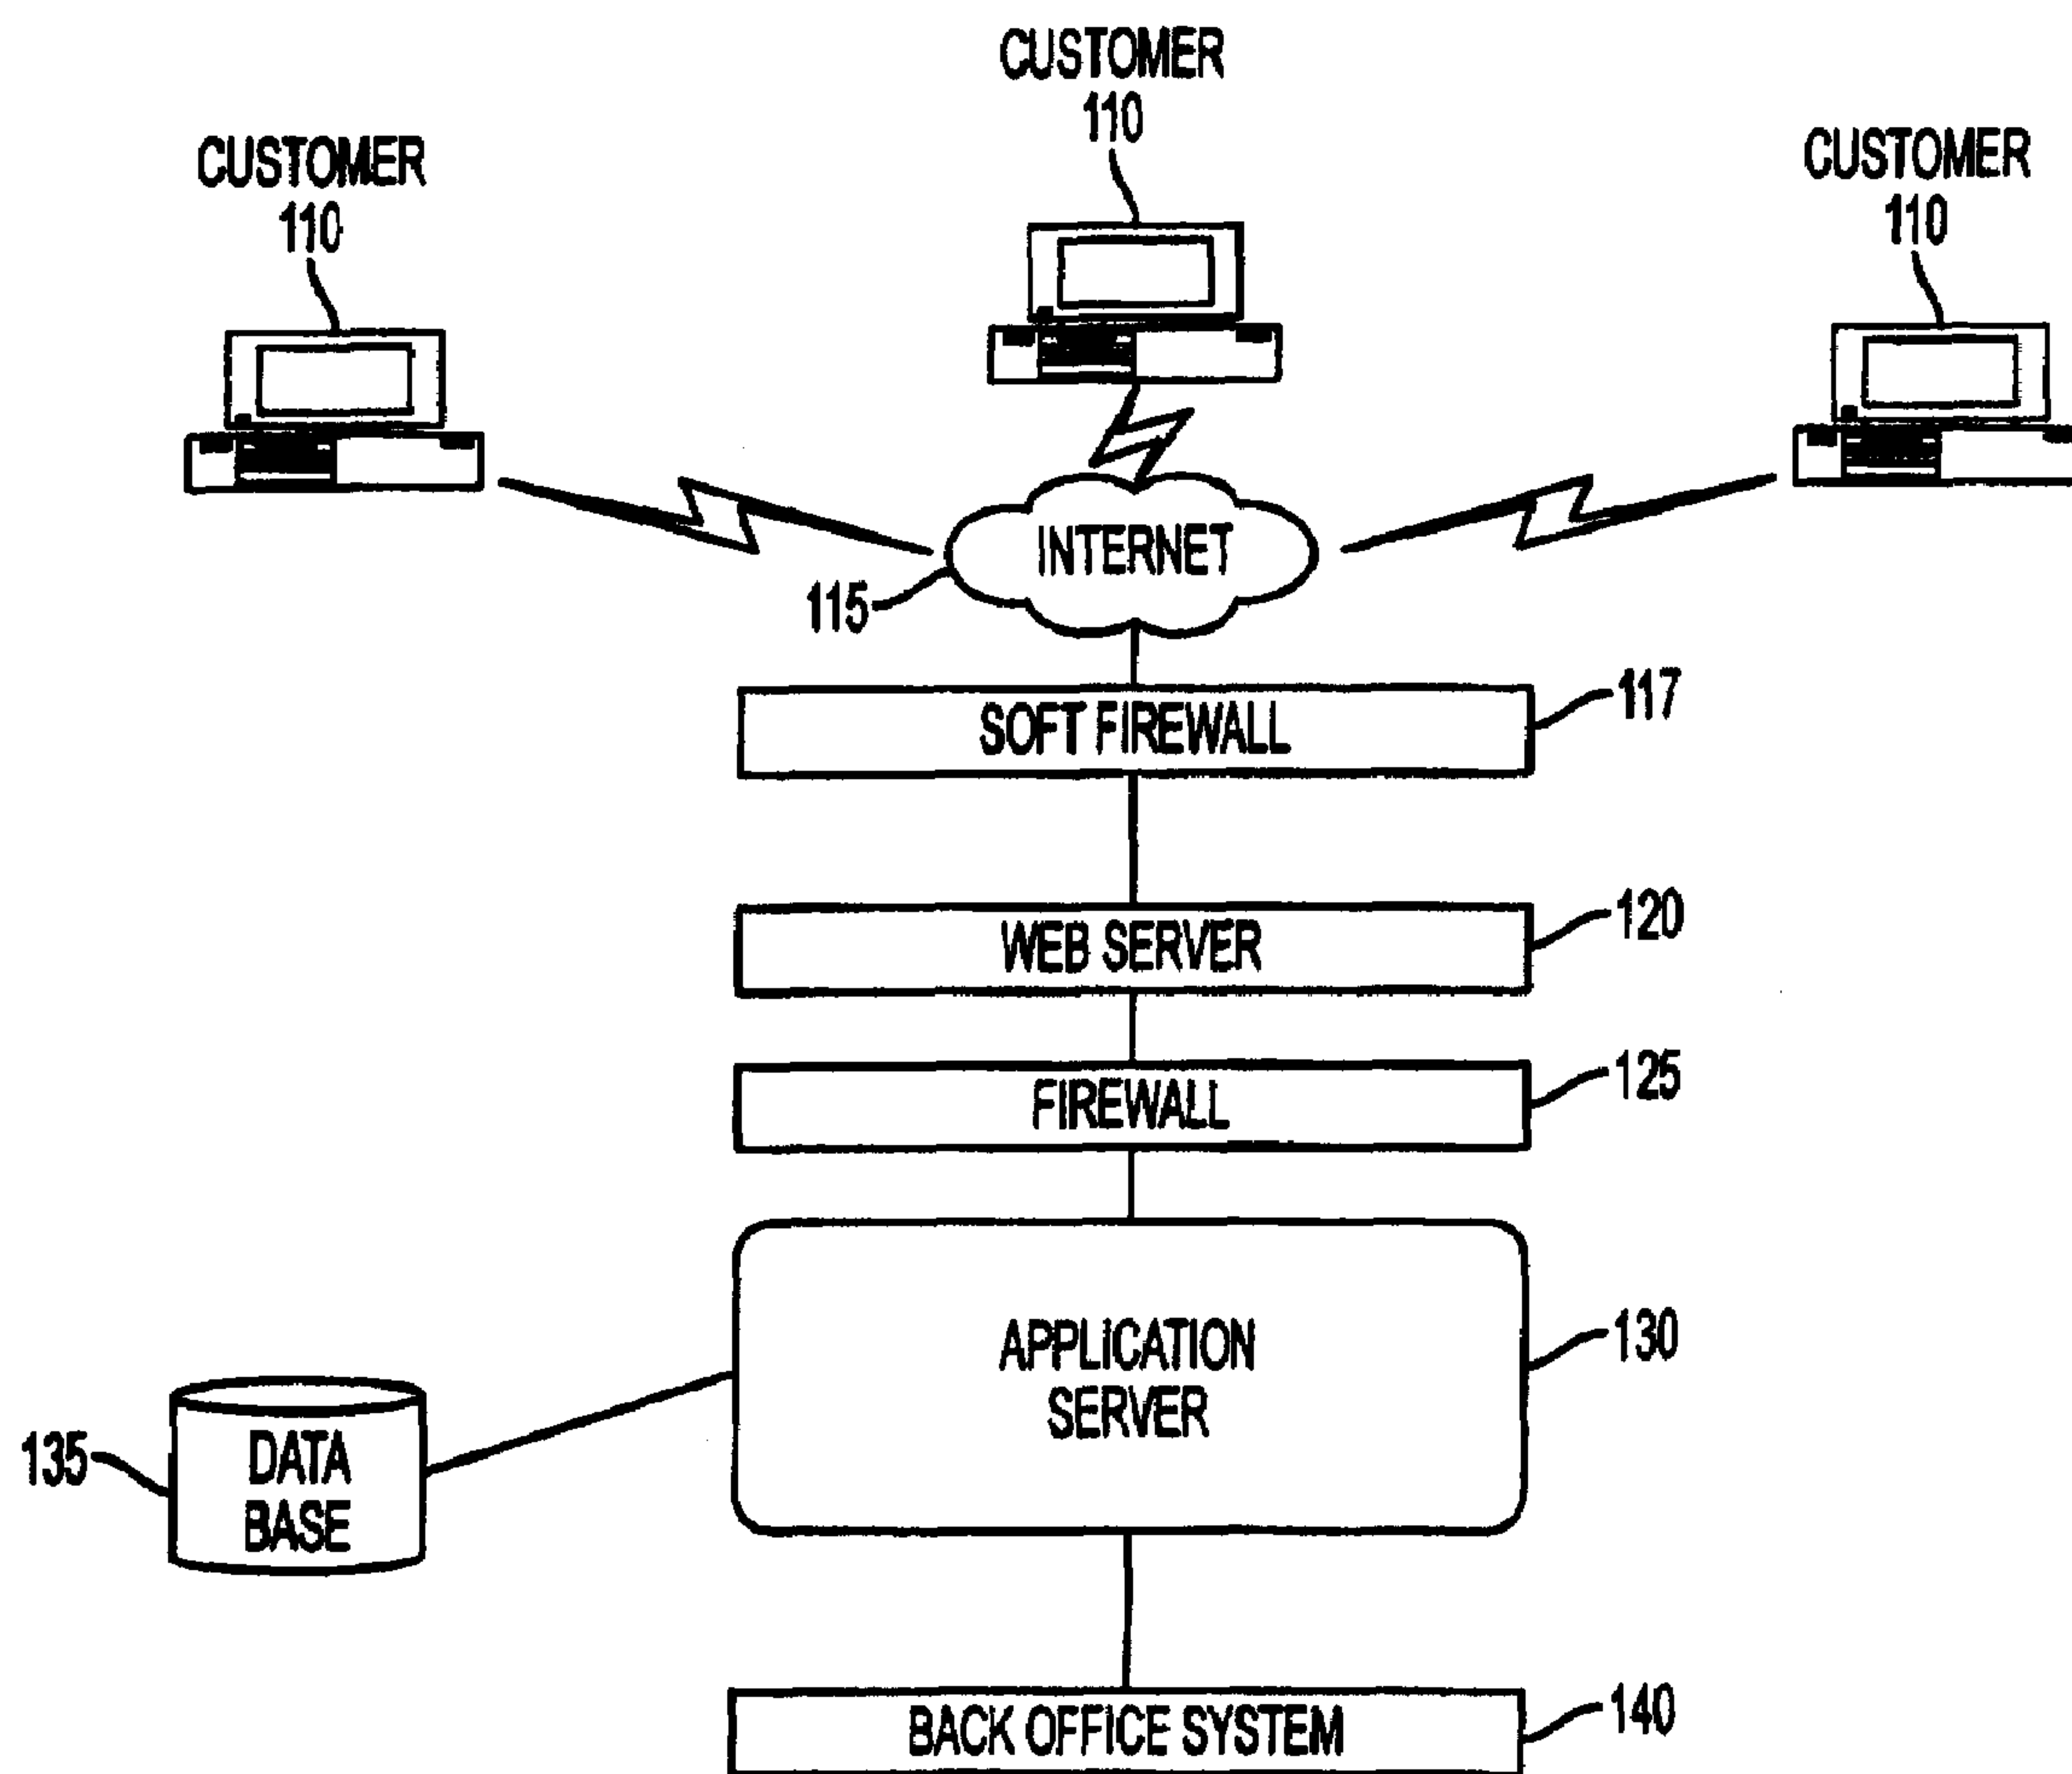 CUSTOMER
110
CUSTOMER
110
CUSTOMER
110
INTERNET
115
SOFT FIREWALL
117
WEB SERVER
120
FIREWALL
125
APPLICATION
SERVER
130
135
DATA
BASE
BACK OFFICE SYSTEM
140